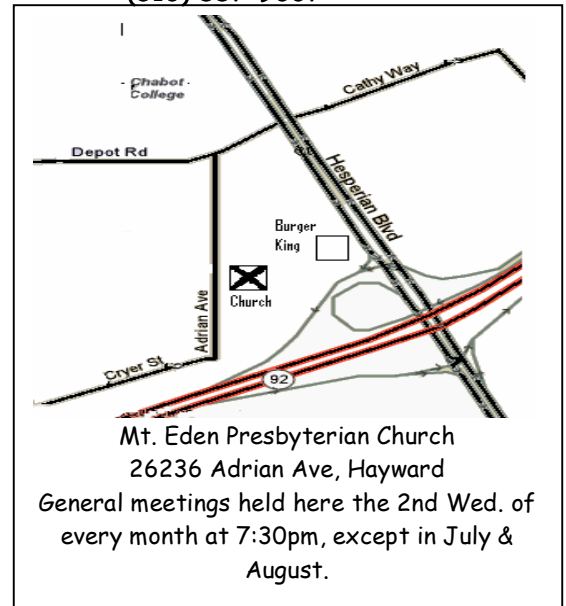 Chabot
College
Cathy Way
Depot Rd
Hesperian Blvd
Burger
King
Adrian Ave
Church
Cryer St
92
Mt. Eden Presbyterian Church
26236 Adrian Ave, Hayward
General meetings held here the 2nd Wed. of
every month at 7:30pm, except in July &
August.